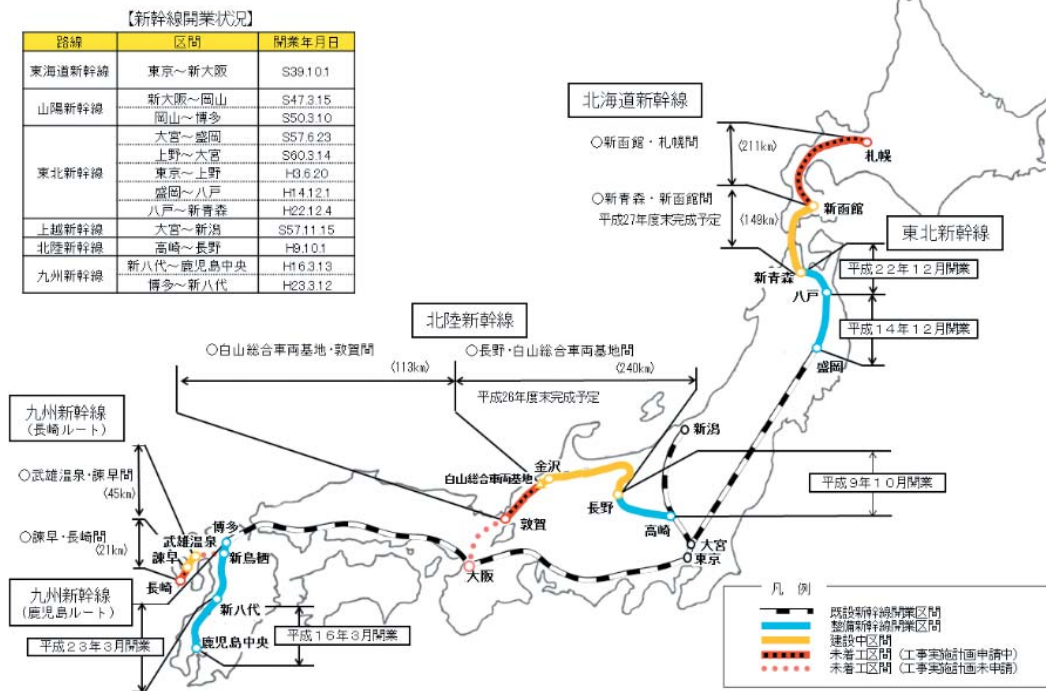 【新幹線開業状況】
路線 区間 開業年月日
東海道新幹線 東京～新大阪 S39.10.1
山陽新幹線 新大阪～岡山 S47.3.15
岡山～博多 S50.3.10
東北新幹線 大宮～盛岡 S57.6.23
上野～大宮 S60.3.14
東京～上野 H3.6.20
盛岡～八戸 H14.12.1
八戸～新青森 H22.12.4
上越新幹線 大宮～新潟 S57.11.15
北陸新幹線 高崎～長野 H9.10.1
九州新幹線 新八代～鹿児島中央 H16.3.13
博多～新八代 H23.3.12
北海道新幹線
○新函館・札幌間
(211km)
札幌
○新青森・新函館間
平成27年度末完成予定
(149km)
新函館
東北新幹線
新青森
平成22年12月開業
八戸
平成14年12月開業
盛岡
北陸新幹線
○白山総合車両基地・敦賀間
(113km)
○長野・白山総合車両基地間
(240km)
平成26年度末完成予定
新潟
金沢
白山総合車両基地
長野
平成9年10月開業
高崎
敦賀
大宮
東京
大阪
九州新幹線
(長崎ルート)
○武雄温泉・諫早間
(45km)
○諫早・長崎間
(21km)
博多
武雄温泉
新鳥栖
諫早
長崎
九州新幹線
(鹿児島ルート)
新八代
平成23年3月開業
鹿児島中央
平成16年3月開業
凡 例
既設新幹線開業区間
整備新幹線開業区間
建設中区間
未着工区間（工事実施計画申請中）
未着工区間（工事実施計画未申請）